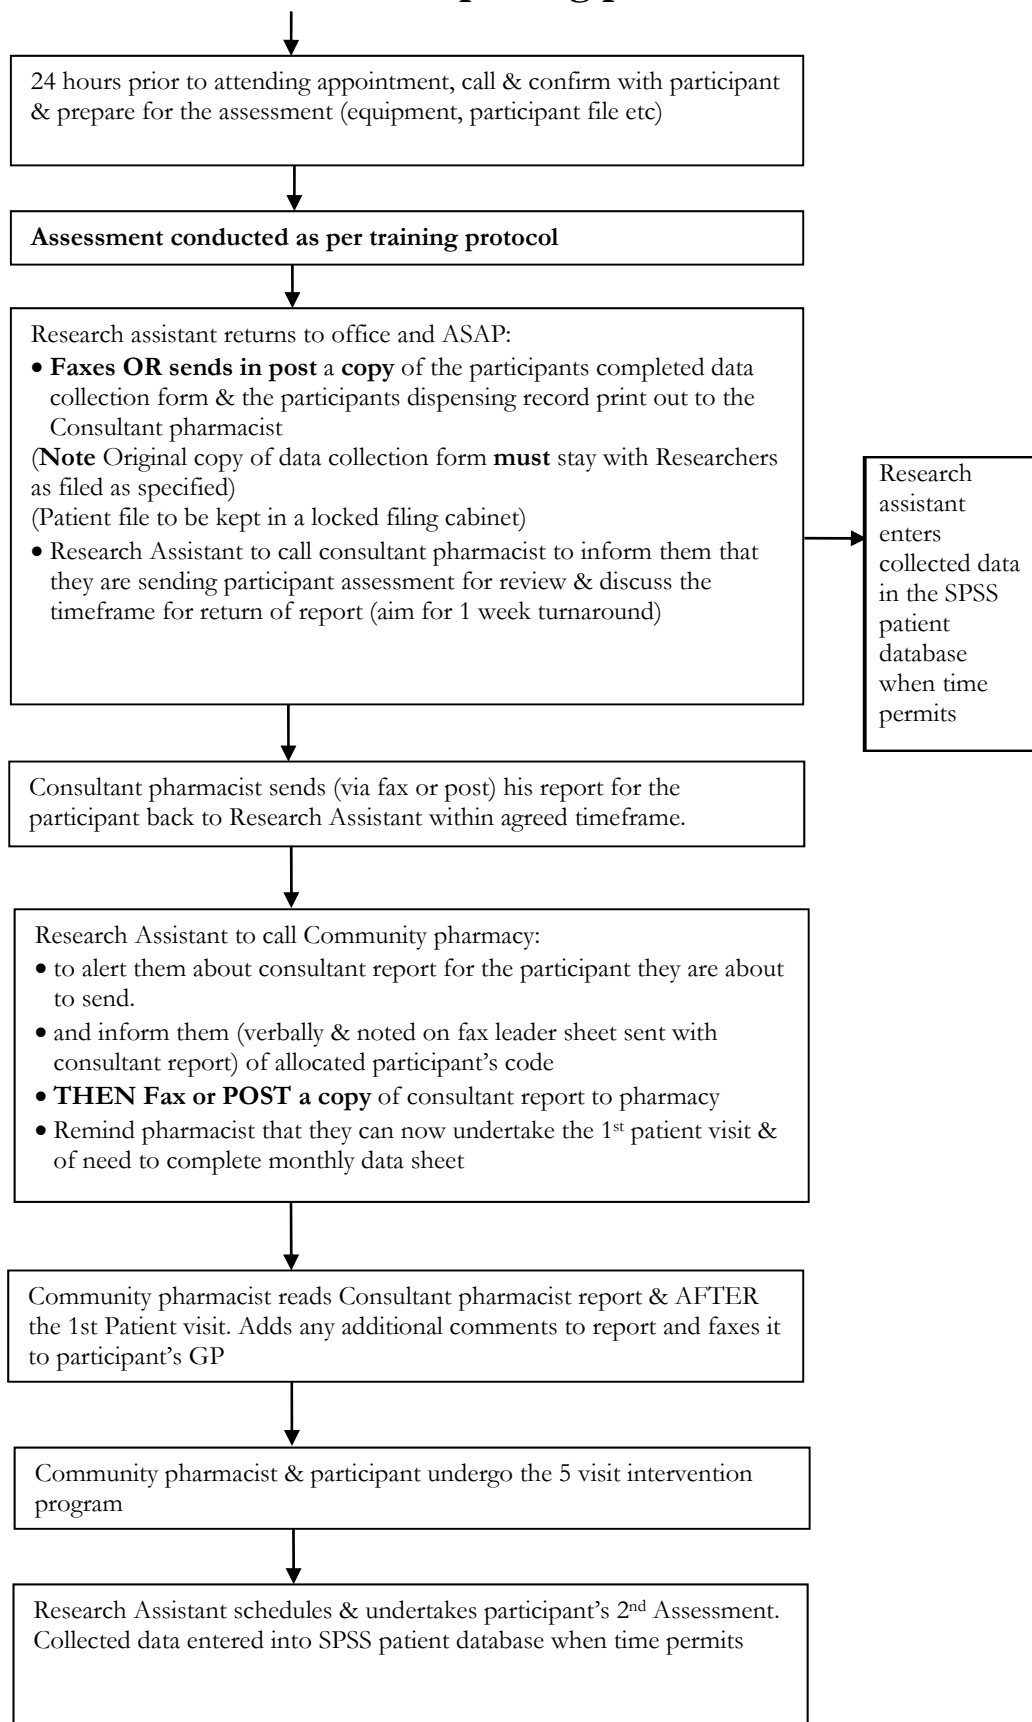 24 hours prior to attending appointment, call & confirm with participant
& prepare for the assessment (equipment, participant file etc)
Assessment conducted as per training protocol
Research assistant returns to office and ASAP:
• Faxes OR sends in post a copy of the participants completed data
collection form & the participants dispensing record print out to the
Consultant pharmacist
(Note Original copy of data collection form must stay with Researchers
as filed as specified)
(Patient file to be kept in a locked filing cabinet)
• Research Assistant to call consultant pharmacist to inform them that
they are sending participant assessment for review & discuss the
timeframe for return of report (aim for 1 week turnaround)
Research
assistant
enters
collected data
in the SPSS
patient
database
when time
permits
Consultant pharmacist sends (via fax or post) his report for the
participant back to Research Assistant within agreed timeframe.
Research Assistant to call Community pharmacy:
• to alert them about consultant report for the participant they are about
to send.
• and inform them (verbally & noted on fax leader sheet sent with
consultant report) of allocated participant's code
• THEN Fax or POST a copy of consultant report to pharmacy
• Remind pharmacist that they can now undertake the 1st patient visit &
of need to complete monthly data sheet
Community pharmacist reads Consultant pharmacist report & AFTER
the 1st Patient visit. Adds any additional comments to report and faxes it
to participant's GP
Community pharmacist & participant undergo the 5 visit intervention
program
Research Assistant schedules & undertakes participant's 2nd Assessment.
Collected data entered into SPSS patient database when time permits